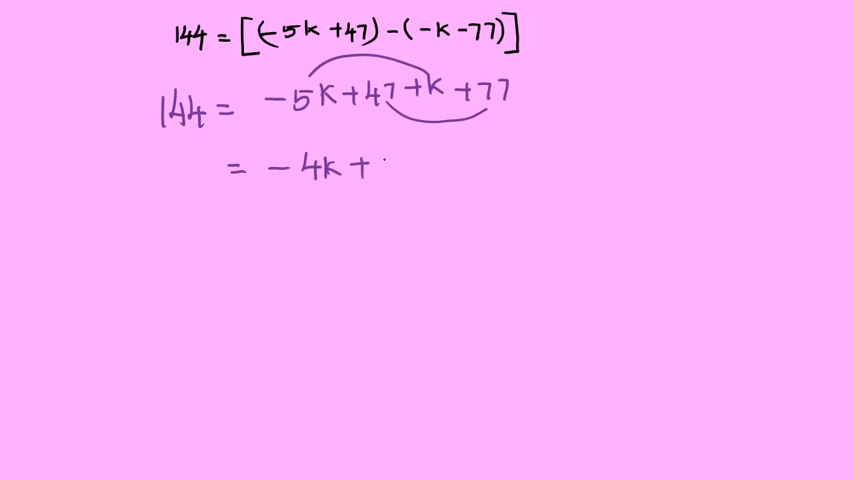 144 = [(-5k +47) - (-k -77)]
144 = -5k+47+k +77
= -4k +